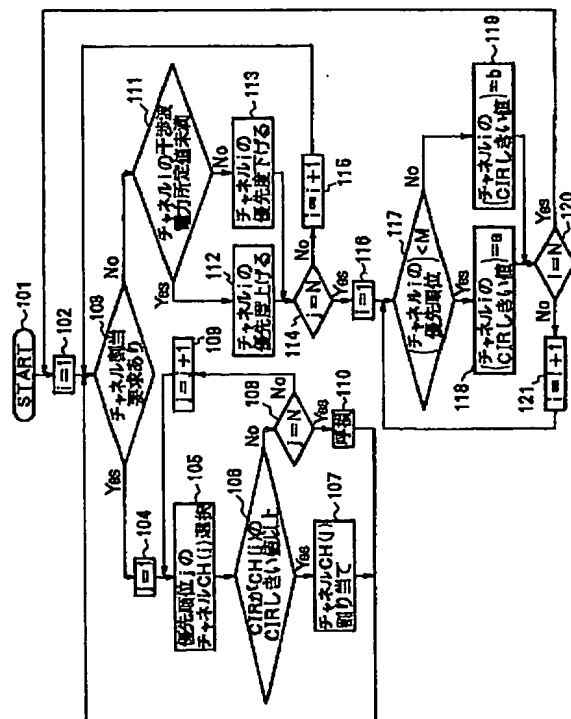 START
101
i=1
102
チャネル割当
要求あり
103
Yes
No
j=1
104
優先順位jの
チャネルCH(j)選択
105
CIRがCH(j)の
CIRしきい値以上
106
Yes
No
チャネルCH(j)
割り当て
107
j=N
108
No
Yes
j=j+1
109
呼損
110
チャネルiの干渉波
電力所定値未満
111
Yes
No
チャネルiの
優先度上げる
112
チャネルiの
優先度下げる
113
i=N
114
No
Yes
i=i+1
116
i=1
116
(チャネルiの
優先順位)<M
117
Yes
No
(チャネルiの
CIRしきい値)=a
118
(チャネルiの
CIRしきい値)=b
119
i=N
120
No
Yes
i=i+1
121